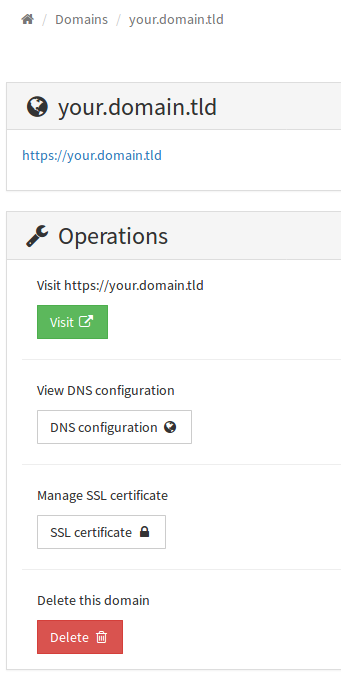 Domains / your.domain.tld
your.domain.tld
https://your.domain.tld
Operations
Visit https://your.domain.tld
Visit
View DNS configuration
DNS configuration
Manage SSL certificate
SSL certificate
Delete this domain
Delete